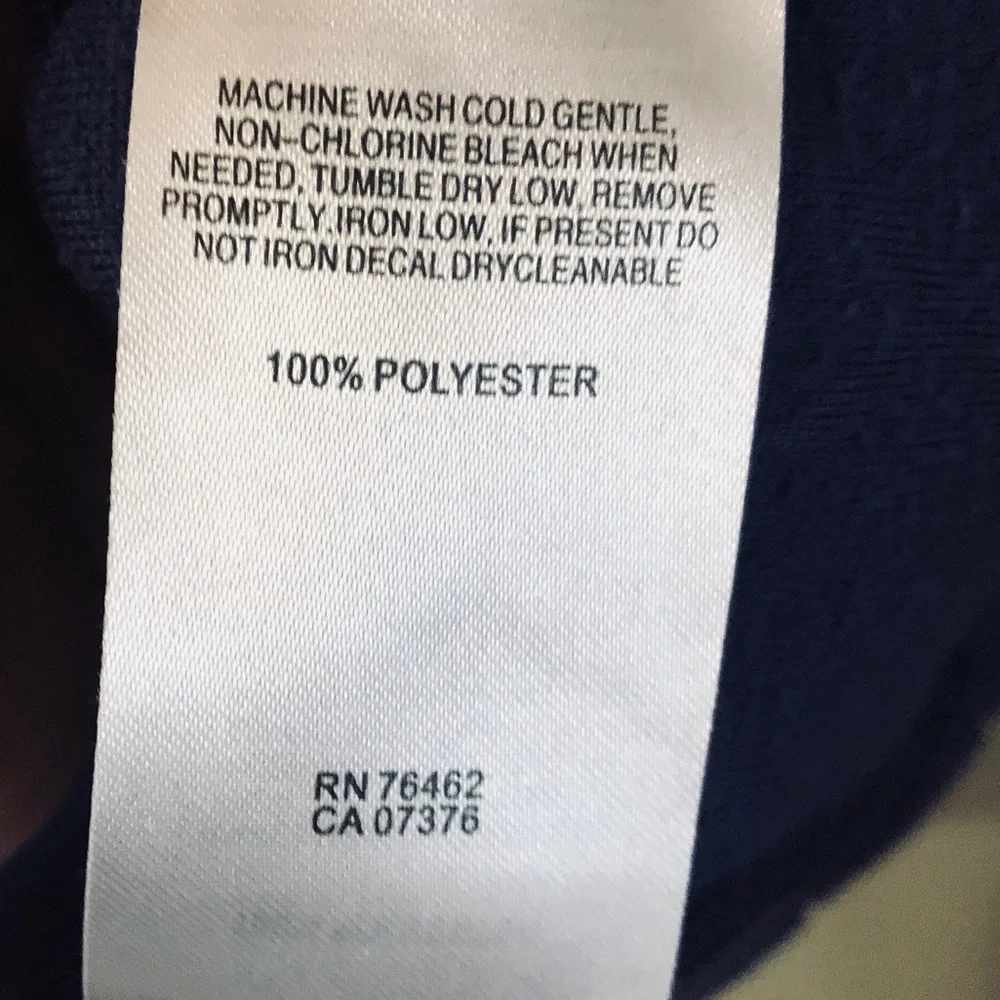 MACHINE WASH COLD GENTLE,
NON-CHLORINE BLEACH WHEN
NEEDED, TUMBLE DRY LOW, REMOVE
PROMPTLY. IRON LOW, IF PRESENT DO
NOT IRON DECAL DRYCLEANABLE
100% POLYESTER
RN 76462
CA 07376